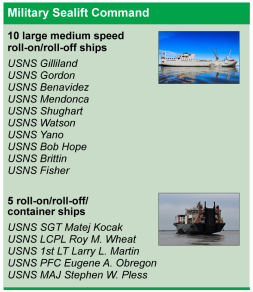 Military Sealift Command
10 large medium speed
roll-on/roll-off ships
USNS Gilliland
USNS Gordon
USNS Benavidez
USNS Mendonca
USNS Shughart
USNS Watson
USNS Yano
USNS Bob Hope
USNS Brittin
USNS Fisher
5 roll-on/roll-off/
container ships
USNS SGT Matej Kocak
USNS LCPL Roy M. Wheat
USNS 1st LT Larry L. Martin
USNS PFC Eugene A. Obregon
USNS MAJ Stephen W. Pless